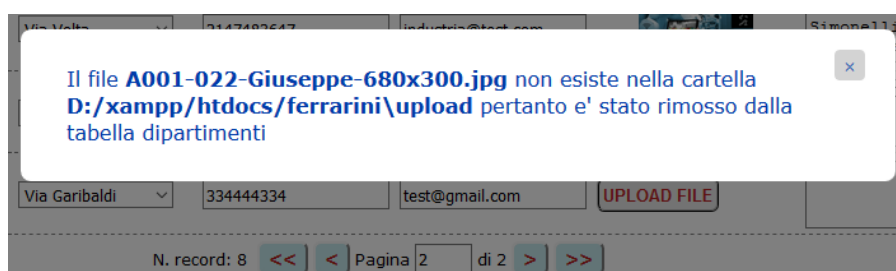 Via Volta 2147483647 industria@test.com Simonelli
×
Il file A001-022-Giuseppe-680x300.jpg non esiste nella cartella
D:/xampp/htdocs/ferrarini\upload pertanto e' stato rimosso dalla
tabella dipartimenti
Via Garibaldi 334444334 test@gmail.com UPLOAD FILE
N. record: 8 << < Pagina 2 di 2 > >>